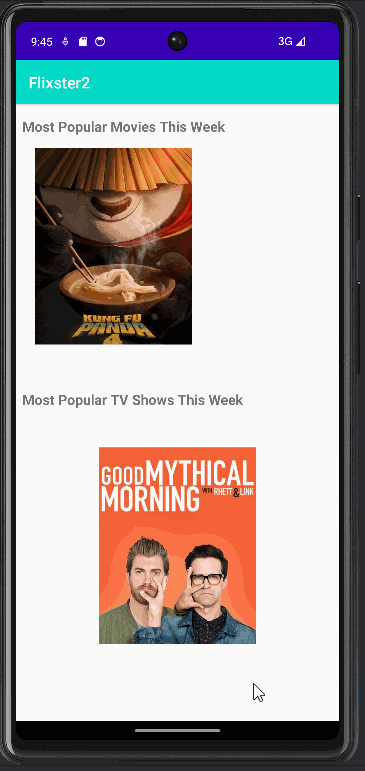 9:45
3G
Flixster2
Most Popular Movies This Week
KUNG FU
PANDA
4
Most Popular TV Shows This Week
GOOD MYTHICAL
MORNING WITH RHETT & LINK